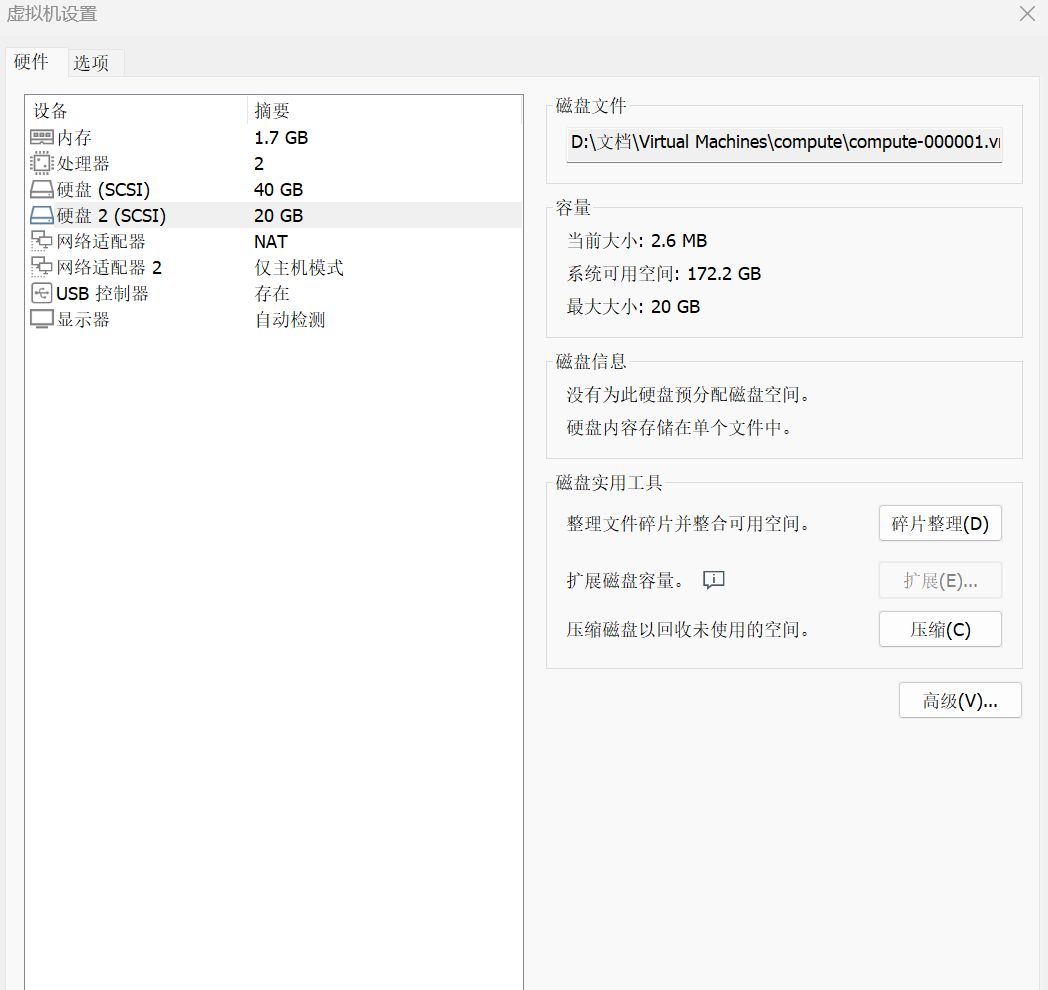 虚拟机设置
硬件 选项
设备 摘要
内存 1.7 GB
处理器 2
硬盘 (SCSI) 40 GB
硬盘 2 (SCSI) 20 GB
网络适配器 NAT
网络适配器 2 仅主机模式
USB 控制器 存在
显示器 自动检测
磁盘文件
D:\文档\Virtual Machines\compute\compute-000001.v
容量
当前大小: 2.6 MB
系统可用空间: 172.2 GB
最大大小: 20 GB
磁盘信息
没有为此硬盘预分配磁盘空间。
硬盘内容存储在单个文件中。
磁盘实用工具
整理文件碎片并整合可用空间。 碎片整理(D)
扩展磁盘容量。 扩展(E)...
压缩磁盘以回收未使用的空间。 压缩(C)
高级(V)...